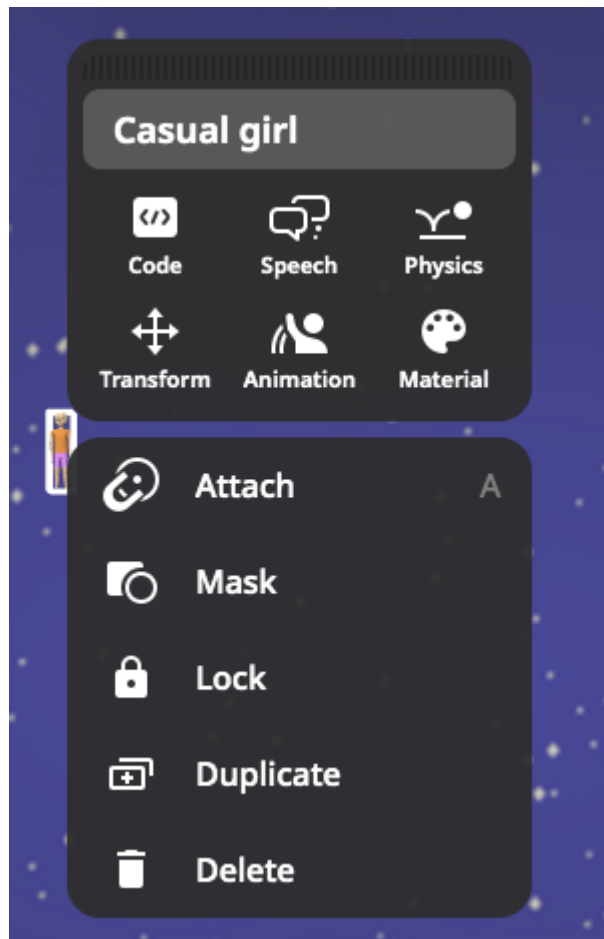 Casual girl
Code Speech Physics
Transform Animation Material
Attach A
Mask
Lock
Duplicate
Delete